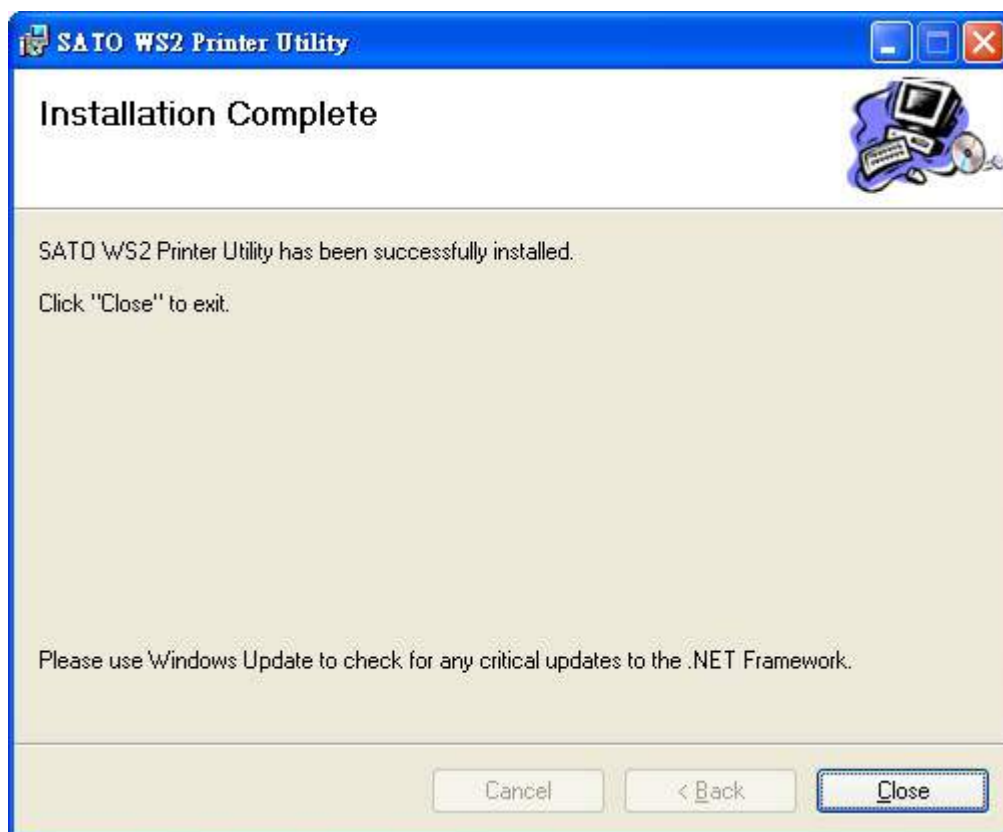 SATO WS2 Printer Utility
Installation Complete
SATO WS2 Printer Utility has been successfully installed.
Click "Close" to exit.
Please use Windows Update to check for any critical updates to the .NET Framework.
Cancel
< Back
Close